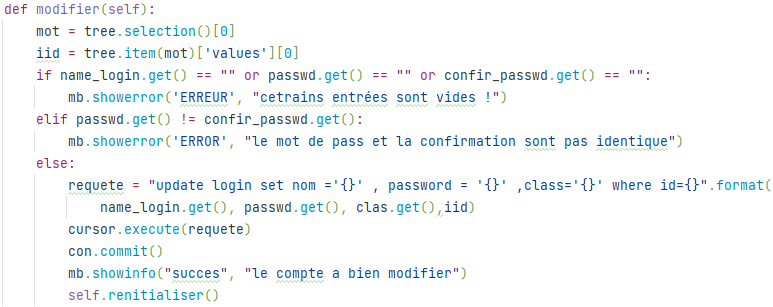 def modifier(self):
    mot = tree.selection()[0]
    iid = tree.item(mot)['values'][0]
    if name_login.get() == "" or passwd.get() == "" or confir_passwd.get() == "":
        mb.showerror('ERREUR', "cetrains entrées sont vides !")
    elif passwd.get() != confir_passwd.get():
        mb.showerror('ERROR', "le mot de pass et la confirmation sont pas identique")
    else:
        requete = "update login set nom ='{}' , password = '{}' ,class='{}' where id={}".format(
            name_login.get(), passwd.get(), clas.get(),iid)
        cursor.execute(requete)
        con.commit()
        mb.showinfo("succes", "le compte a bien modifier")
        self.renitialiser()